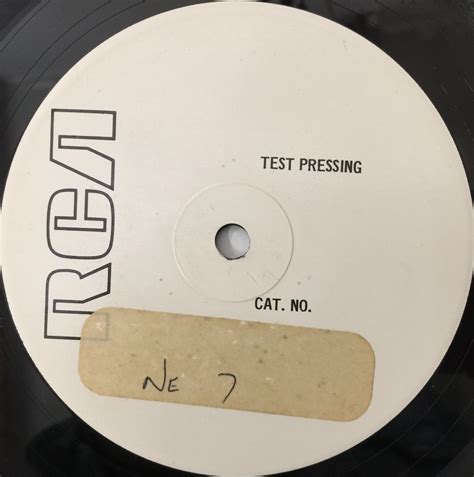 RCA
TEST PRESSING
CAT. NO.
NE 7